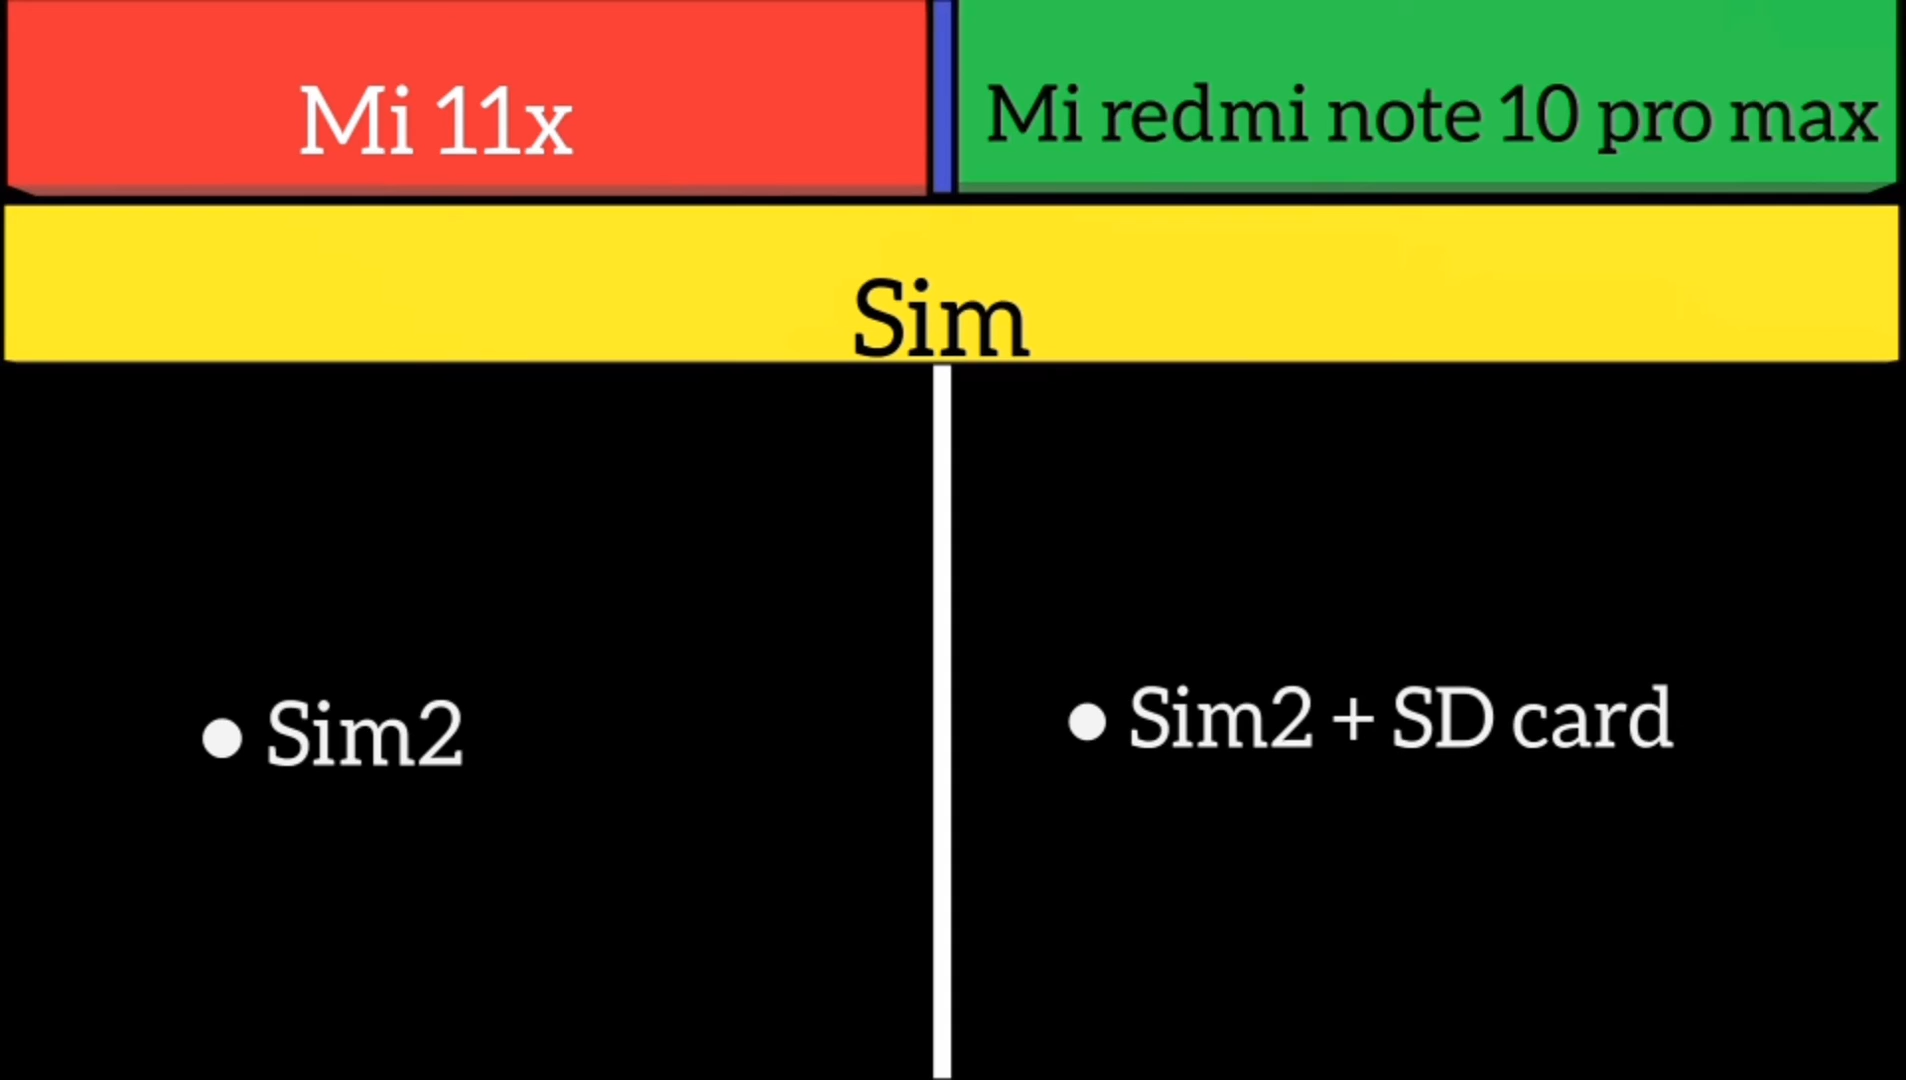 Mi 11x
Mi redmi note 10 pro max
Sim
● Sim2
● Sim2 + SD card